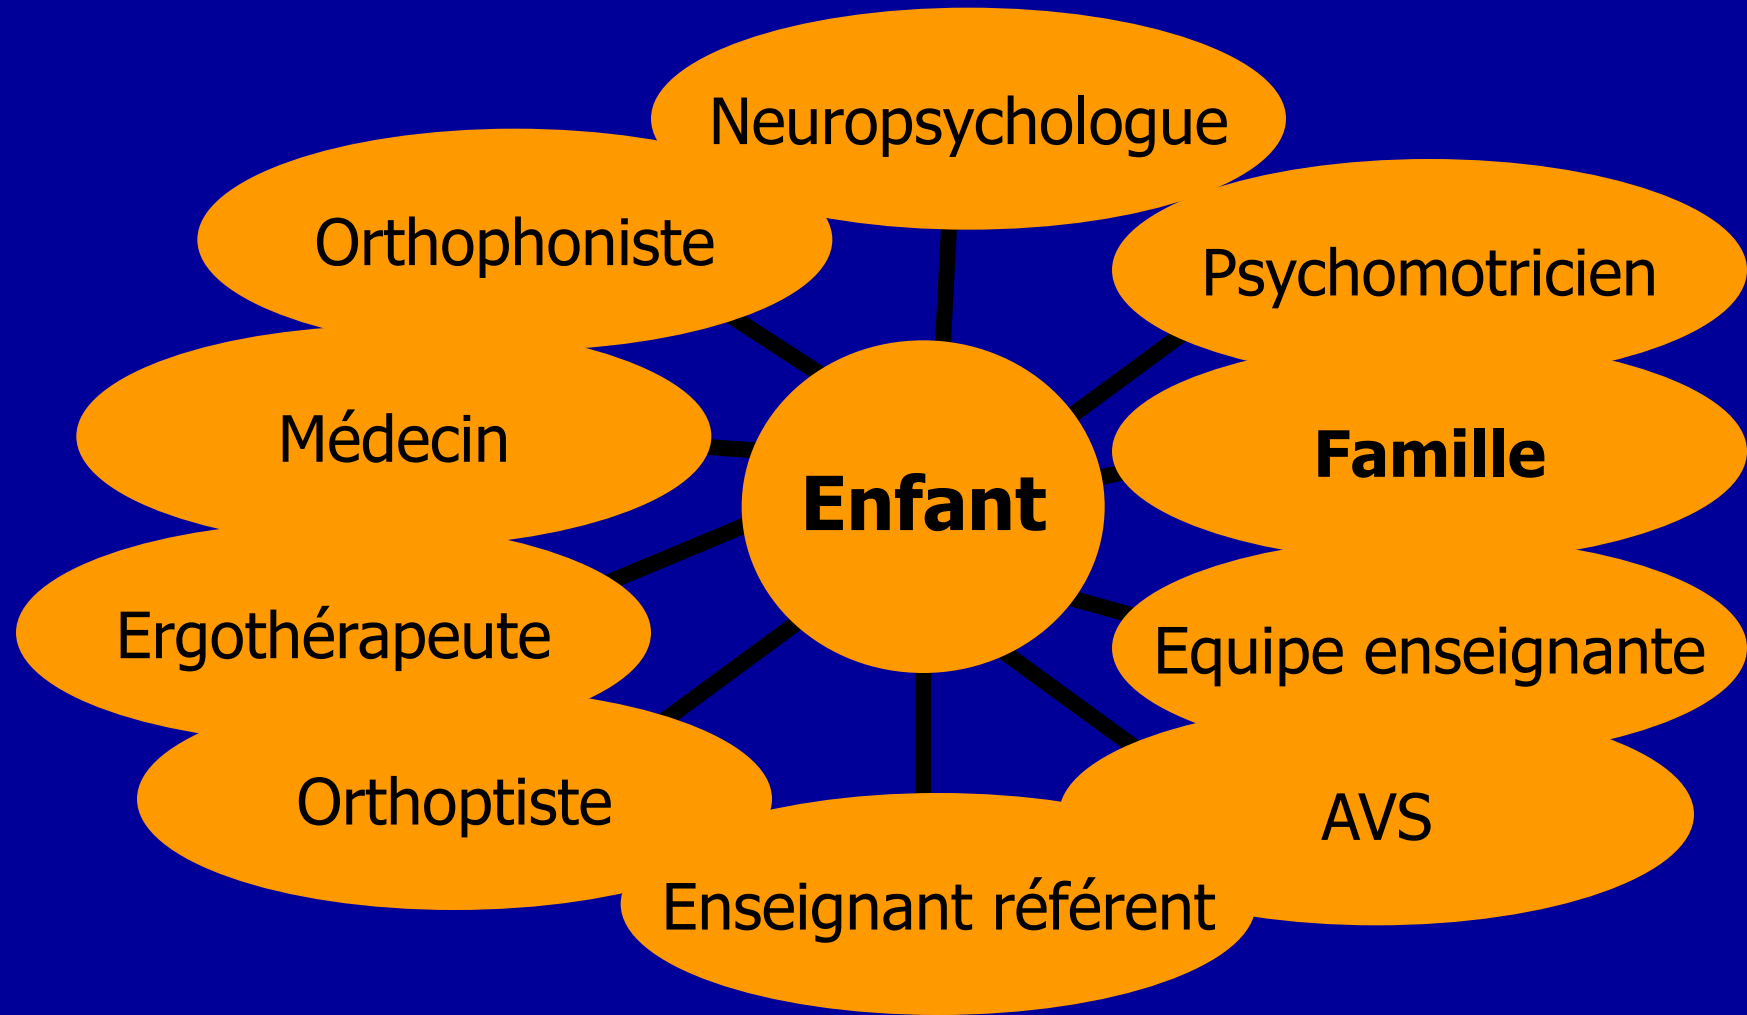 Neuropsychologue
Orthophoniste
Psychomotricien
Médecin
Famille
Enfant
Ergothérapeute
Equipe enseignante
Orthoptiste
AVS
Enseignant référent